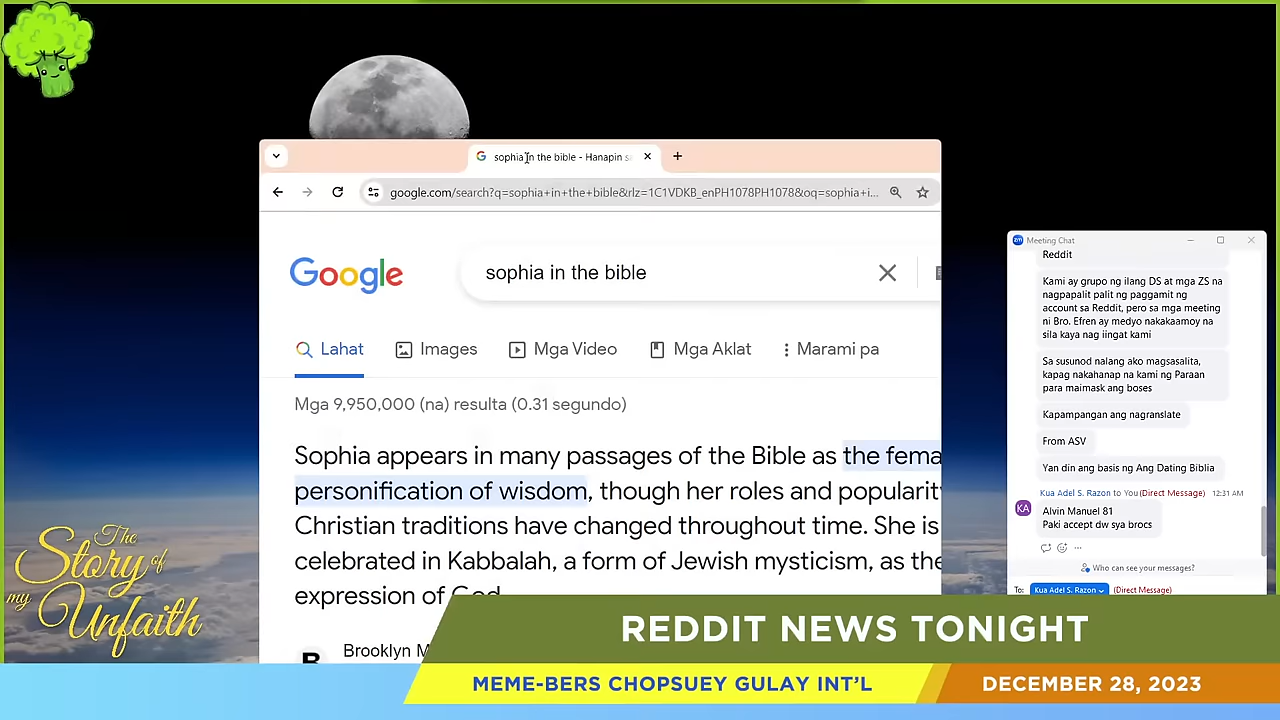 sophia in the bible - Hanapin sa
google.com/search?q=sophia+in+the+bible&rlz=1C1VDKB_enPH1078PH1078&oq=sophia+i...
Google
sophia in the bible
Lahat
Images
Mga Video
Mga Aklat
Marami pa
Mga 9,950,000 (na) resulta (0.31 segundo)
Sophia appears in many passages of the Bible as the fema
personification of wisdom, though her roles and popularit
Christian traditions have changed throughout time. She is
celebrated in Kabbalah, a form of Jewish mysticism, as the
expression of God
Brooklyn M
Meeting Chat
Reddit
Kami ay grupo ng ilang DS at mga ZS na
nagpapalit palit ng paggamit ng
account sa Reddit, pero sa mga meeting
ni Bro. Efren ay medyo nakakaamoy na
sila kaya nag iingat kami
Sa susunod nalang ako magsasalita,
kapag nakahanap na kami ng Paraan
para maimask ang boses
Kapampangan ang nagranslate
From ASV
Yan din ang basis ng Ang Dating Biblia
Kua Adel S. Razon to You (Direct Message) 12:31 AM
KA
Alvin Manuel 81
Paki accept dw sya brocs
Who can see your messages?
To: Kua Adel S. Razon (Direct Message)
The
Story of
my Unfaith
REDDIT NEWS TONIGHT
MEME-BERS CHOPSUEY GULAY INT'L
DECEMBER 28, 2023